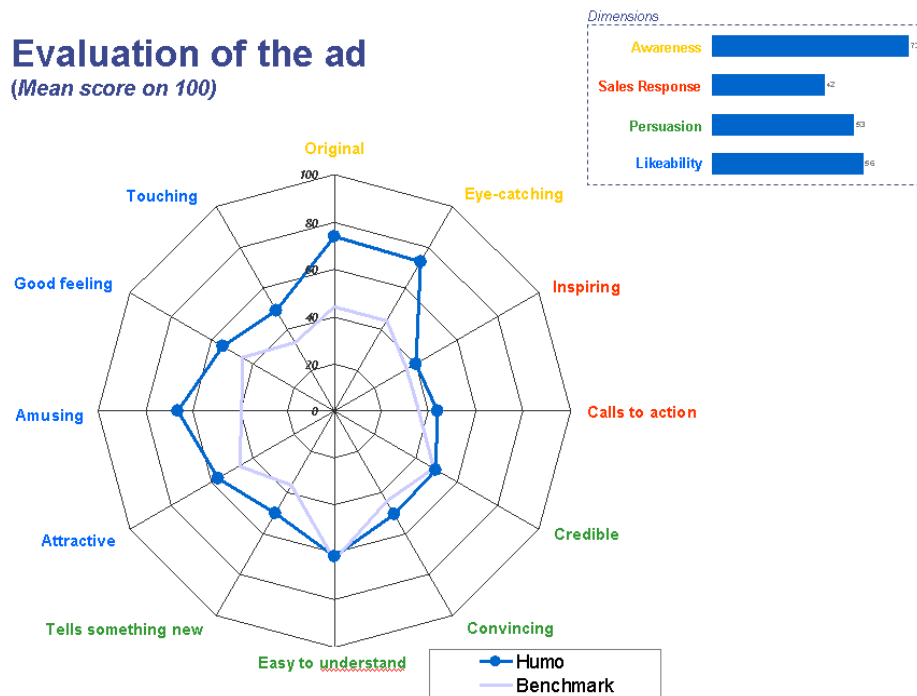 Evaluation of the ad
(Mean score on 100)
Dimensions
Awareness
Sales Response
42
Persuasion
53
Likeability
56
Original
100
Touching
Eye-catching
80
Good feeling
60
Inspiring
40
20
Amusing
0
Calls to action
Attractive
Credible
Tells something new
Convincing
Easy to understand
Humo
Benchmark